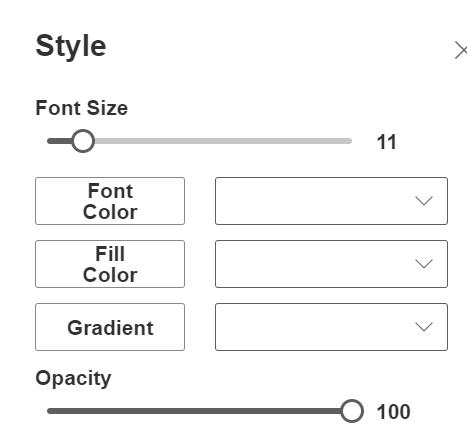 Style
Font Size
11
Font
Color
Fill
Color
Gradient
Opacity
100